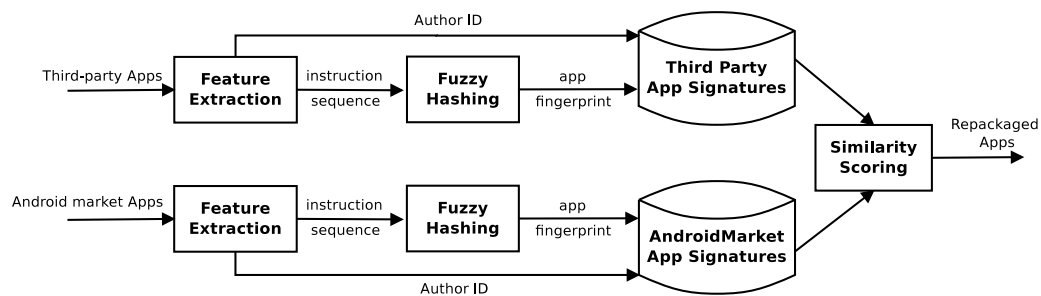 Author ID
Third-party Apps
Feature
Extraction
instruction
sequence
Fuzzy
Hashing
app
fingerprint
Third Party
App Signatures
Similarity
Scoring
Repackaged
Apps
Android market Apps
Feature
Extraction
instruction
sequence
Fuzzy
Hashing
app
fingerprint
AndroidMarket
App Signatures
Author ID